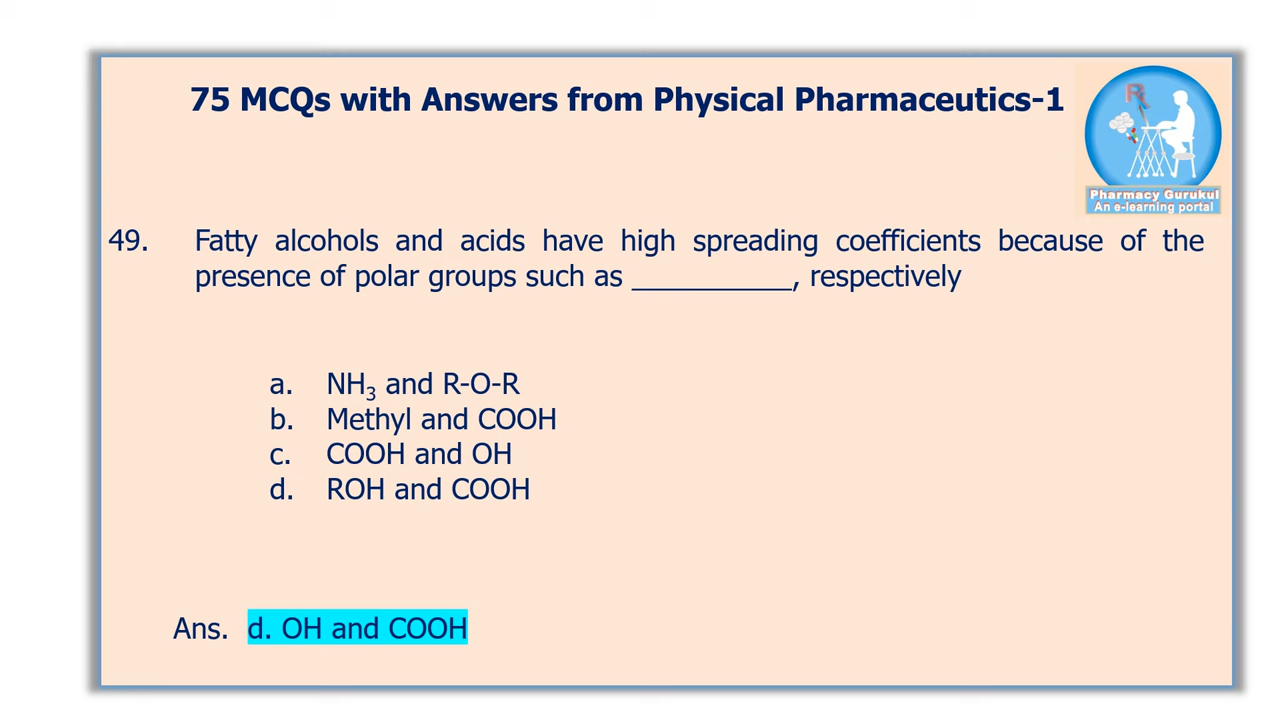 75 MCQs with Answers from Physical Pharmaceutics-1
Rx
Pharmacy Gurukul
An e-learning portal
49. Fatty alcohols and acids have high spreading coefficients because of the
presence of polar groups such as __________, respectively
a. NH₃ and R-O-R
b. Methyl and COOH
c. COOH and OH
d. ROH and COOH
Ans. d. OH and COOH